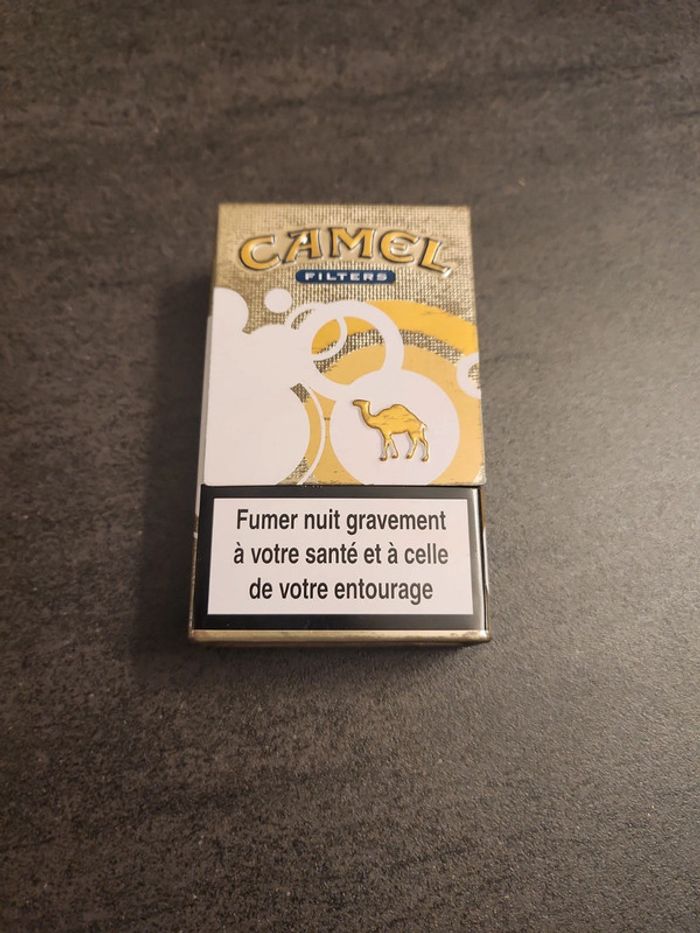 CAMEL
FILTERS
Fumer nuit gravement
à votre santé et à celle
de votre entourage